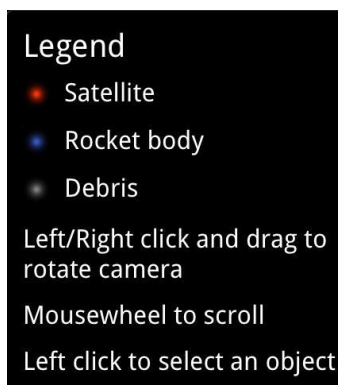 Legend
Satellite
Rocket body
Debris
Left/Right click and drag to
rotate camera
Mousewheel to scroll
Left click to select an object